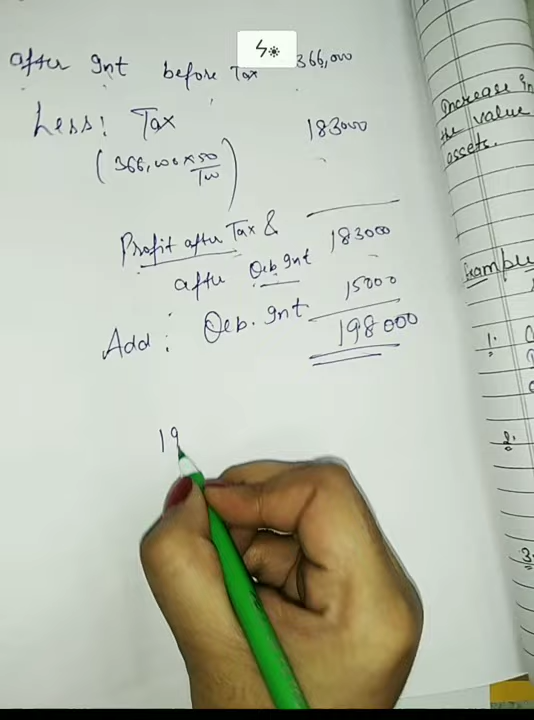 after Int before Tax 366,000
Less: Tax 183000
(366,000 × 50/100)
Profit after Tax & 183000
after Deb. Int
Add: Deb. Int 15000
198000
19
Increase in
the value
assets.
Example
1.
2.
3.